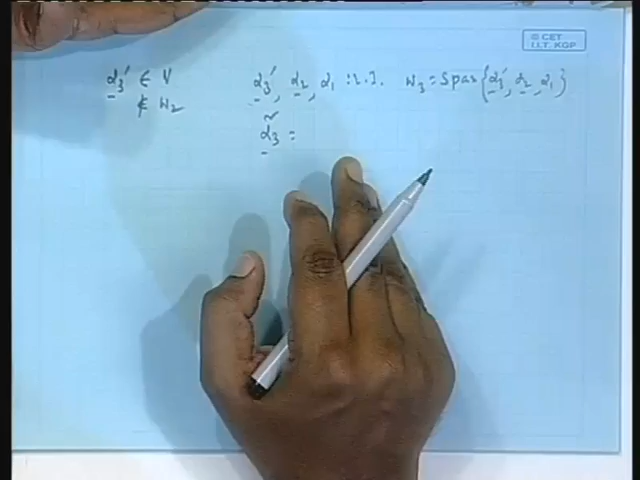 α₃' ∈ V    α₃', α₂, α₁ : l.I.    W₃ = Span{α₃', α₂, α₁}
∉ W₂
α̃₃ =
© CET
I.I.T. KGP